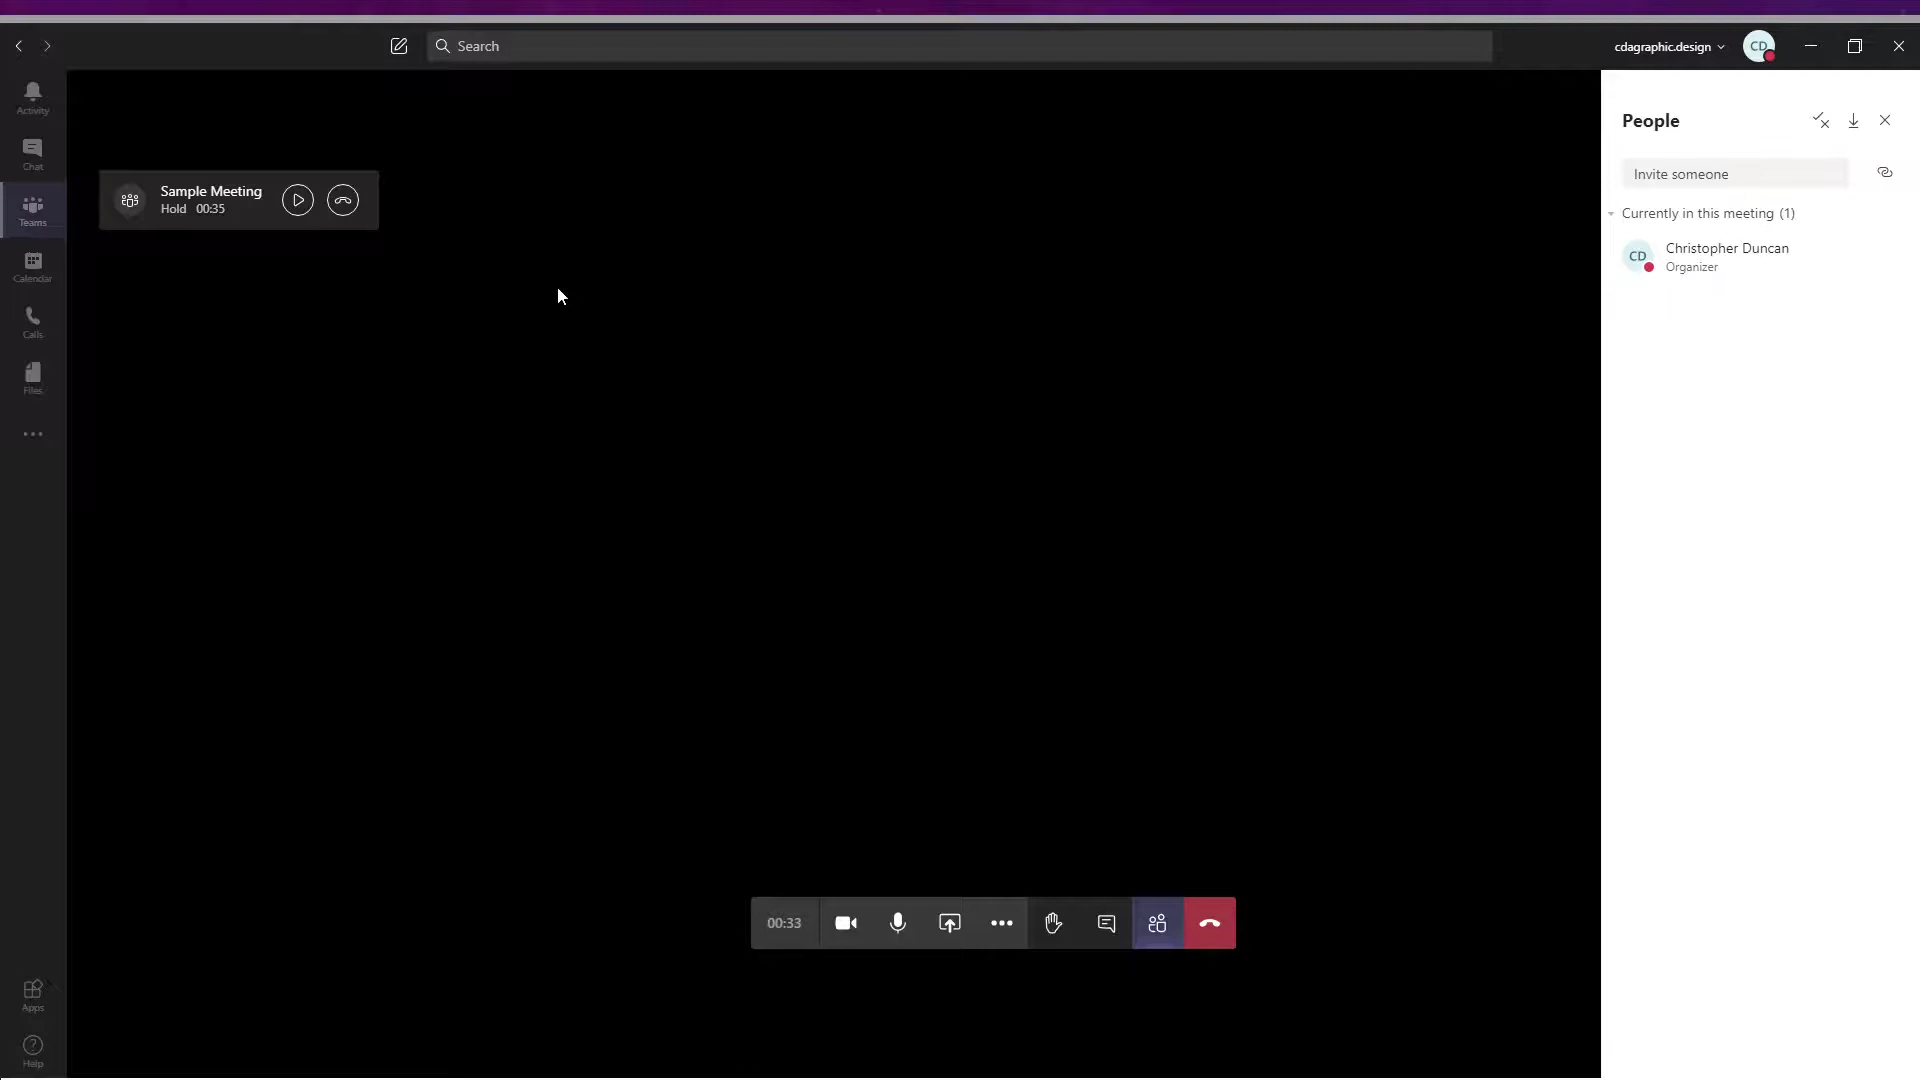 Search
cdagraphic.design
CD
Activity
Chat
Teams
Calendar
Calls
Files
Apps
Help
Sample Meeting
Hold 00:35
00:33
People
Invite someone
Currently in this meeting (1)
CD
Christopher Duncan
Organizer